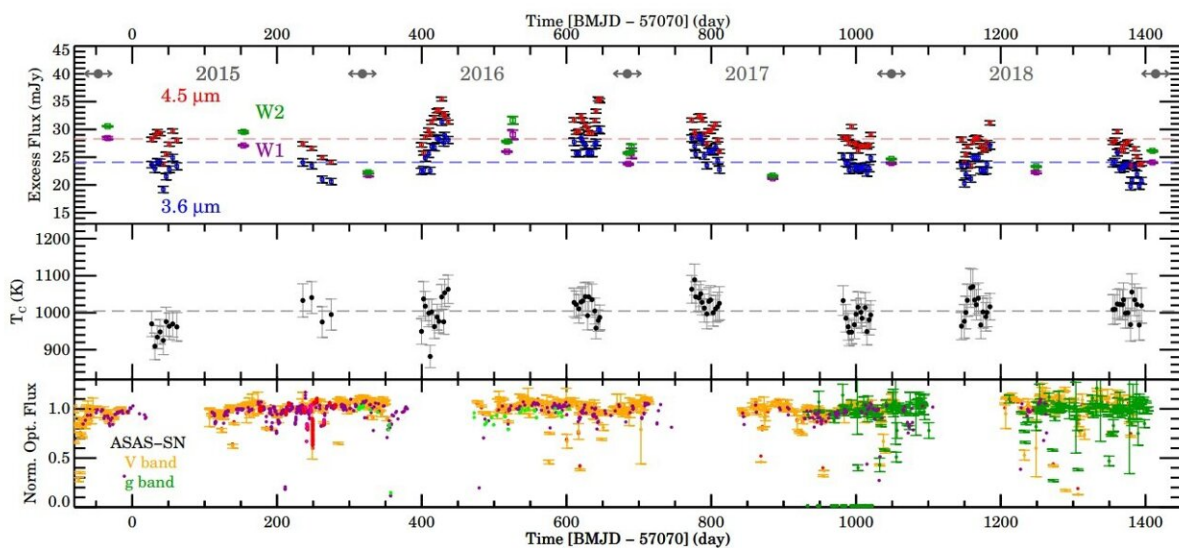 Time [BMJD − 57070] (day)
0 200 400 600 800 1000 1200 1400
Excess Flux (mJy)
45
40
35
30
25
20
15
2015 2016 2017 2018
4.5 μm
W2
W1
3.6 μm
T_C (K)
1200
1100
1000
900
Norm. Opt. Flux
1.0
0.5
0.0
ASAS−SN
V band
g band
0 200 400 600 800 1000 1200 1400
Time [BMJD − 57070] (day)